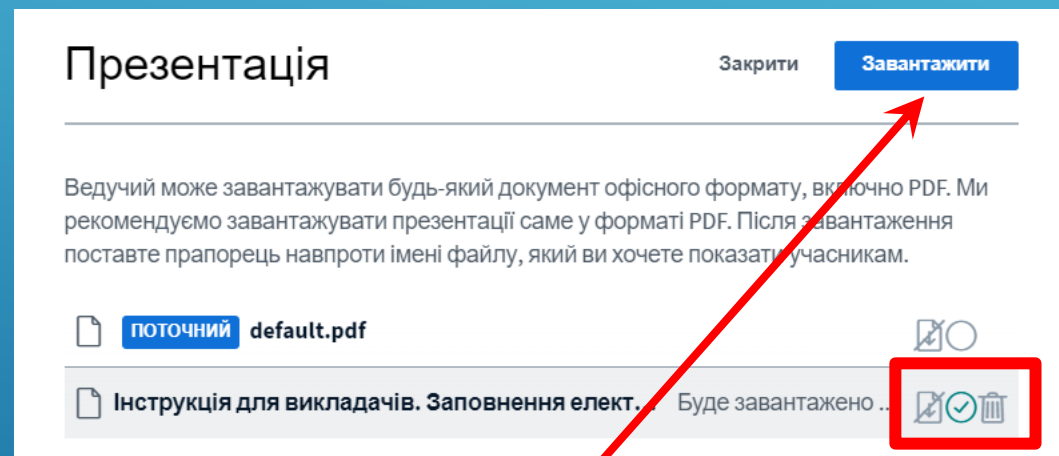 Презентація
Закрити
Завантажити
Ведучий може завантажувати будь-який документ офісного формату, включно PDF. Ми
рекомендуємо завантажувати презентації саме у форматі PDF. Після завантаження
поставте прапорець навпроти імені файлу, який ви хочете показати учасникам.
ПОТОЧНИЙ default.pdf
Інструкція для викладачів. Заповнення елект... Буде завантажено ..